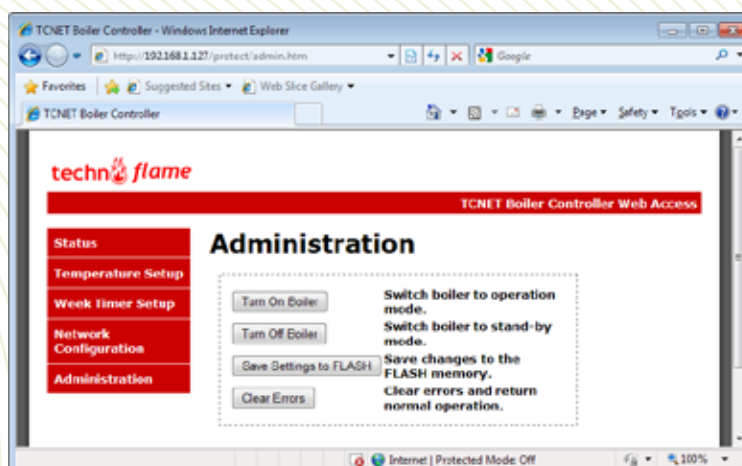 TCNET Boiler Controller - Windows Internet Explorer
http://192.168.1.127/protect/admin.htm
Google
Favorites
Suggested Sites
Web Slice Gallery
TCNET Boiler Controller
Page
Safety
Tools
techno flame
TCNET Boiler Controller Web Access
Status
Temperature Setup
Week Timer Setup
Network
Configuration
Administration
Administration
Turn On Boiler
Switch boiler to operation
mode.
Turn Off Boiler
Switch boiler to stand-by
mode.
Save Settings to FLASH
Save changes to the
FLASH memory.
Clear Errors
Clear errors and return
normal operation.
Internet | Protected Mode: Off
100%